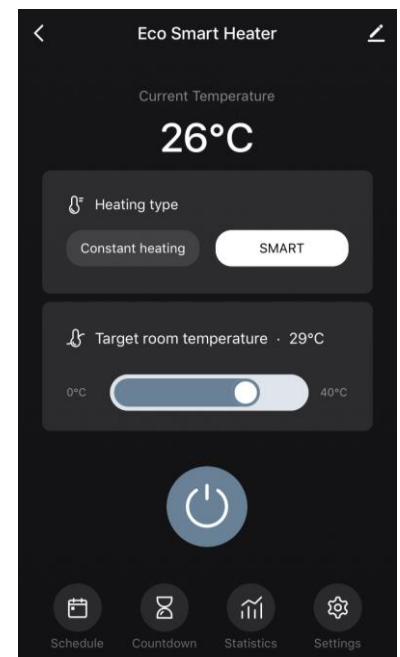 Eco Smart Heater
Current Temperature
26°C
Heating type
Constant heating SMART
Target room temperature · 29°C
0°C 40°C
Schedule Countdown Statistics Settings